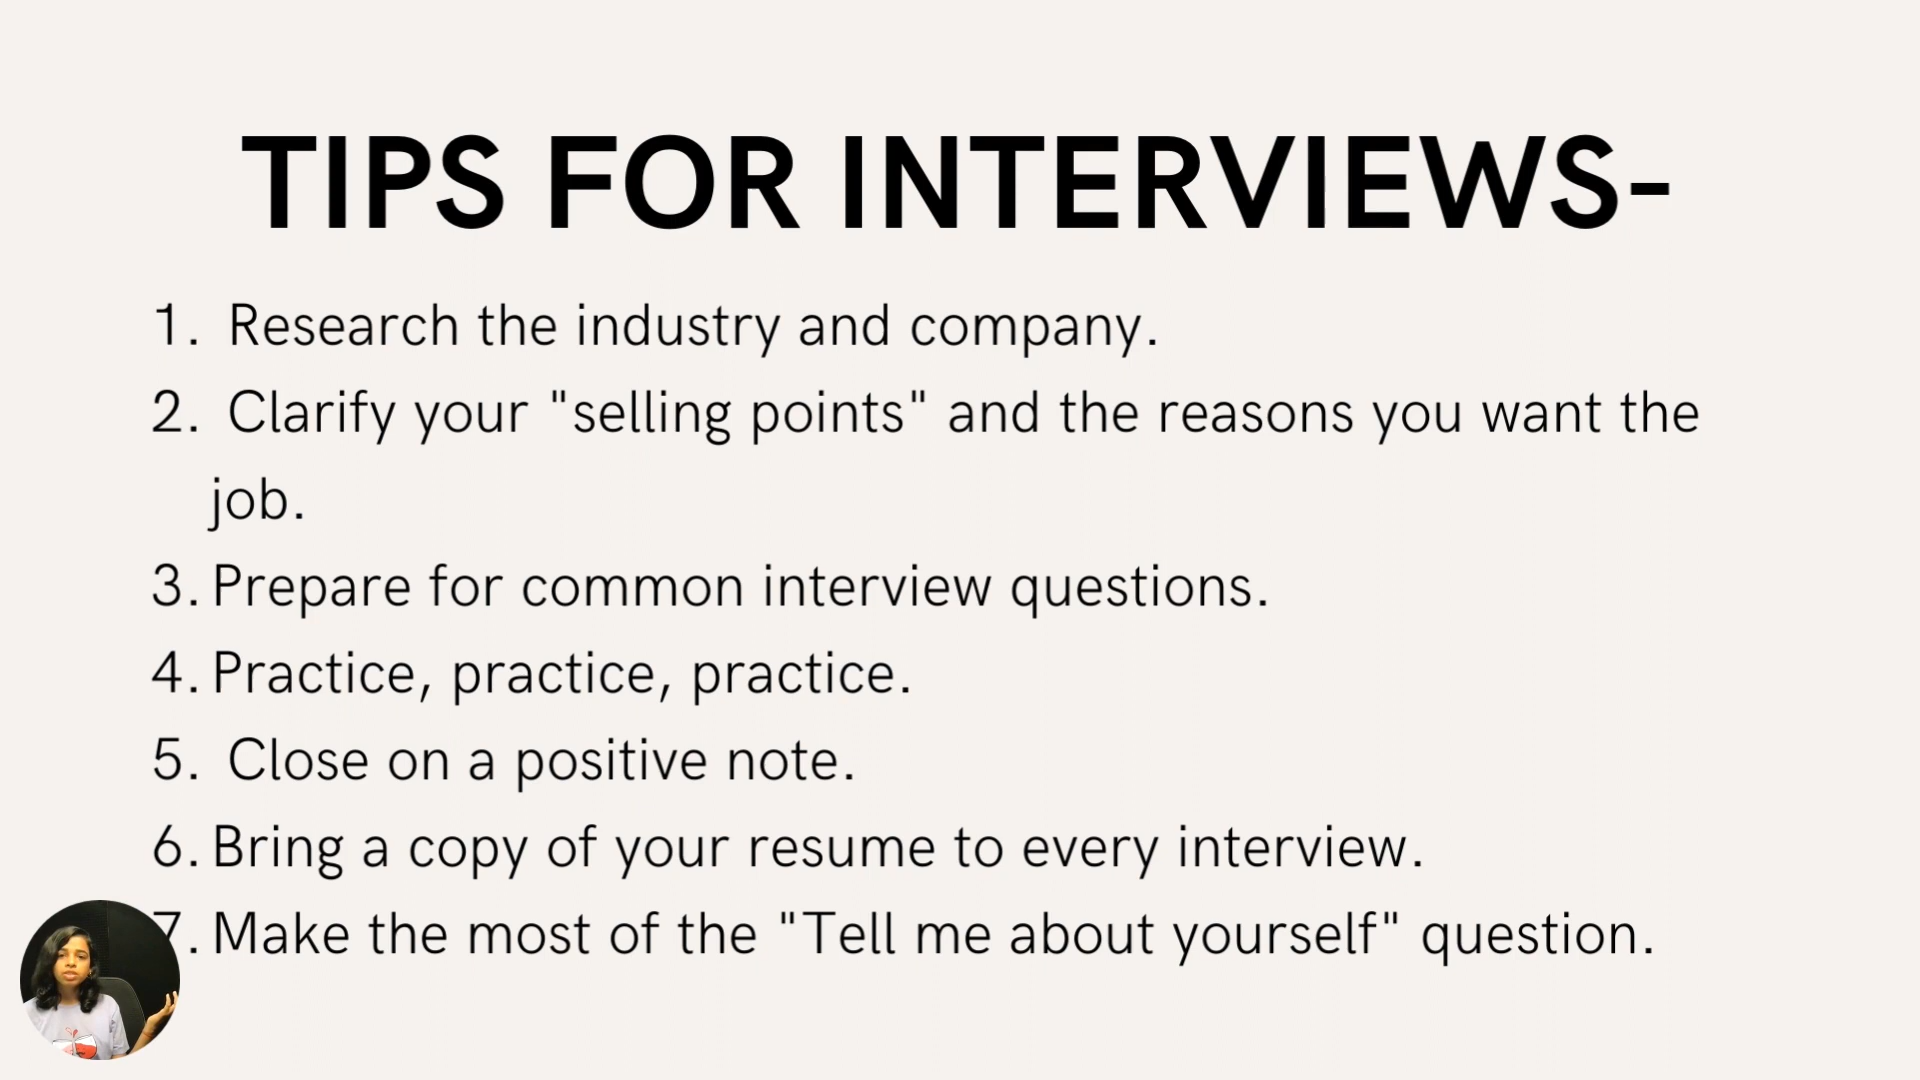 TIPS FOR INTERVIEWS-
1. Research the industry and company.
2. Clarify your "selling points" and the reasons you want the
job.
3. Prepare for common interview questions.
4. Practice, practice, practice.
5. Close on a positive note.
6. Bring a copy of your resume to every interview.
7. Make the most of the "Tell me about yourself" question.